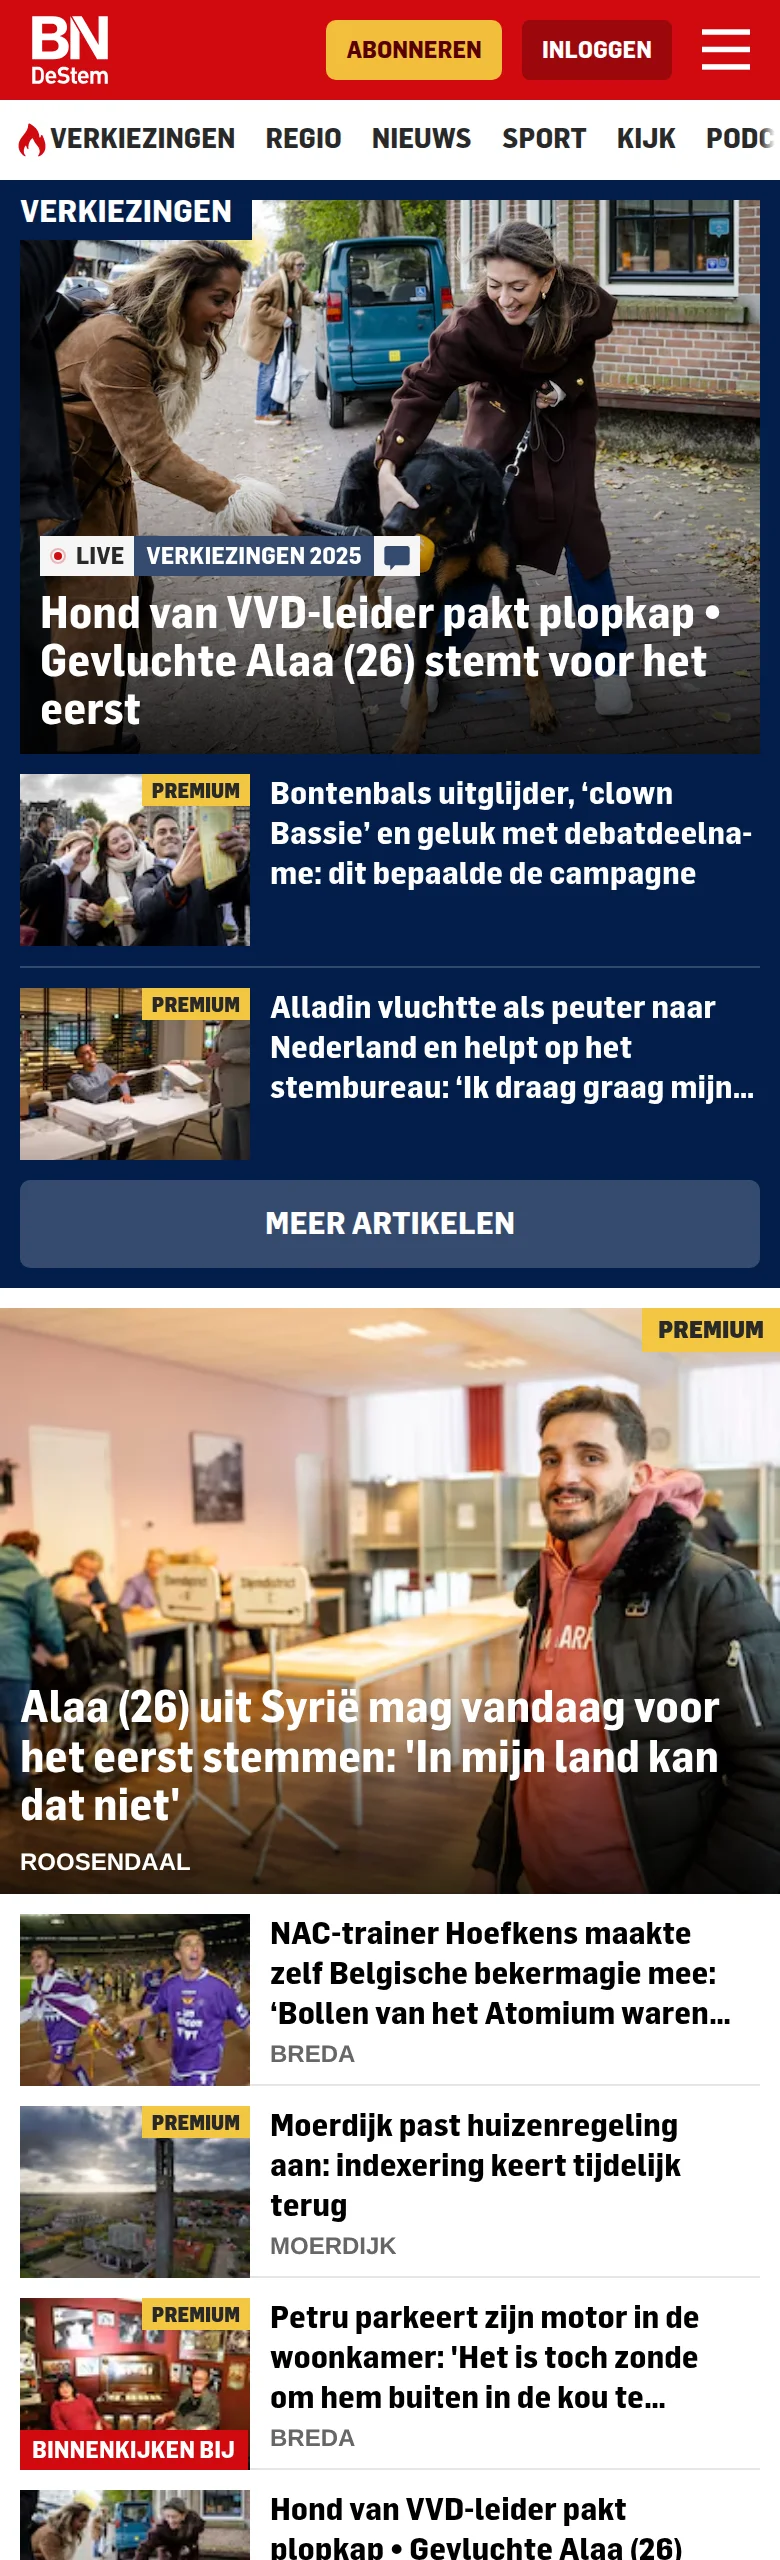 BN
DeStem
ABONNEREN
INLOGGEN
VERKIEZINGEN REGIO NIEUWS SPORT KIJK PODC
VERKIEZINGEN
LIVE VERKIEZINGEN 2025
Hond van VVD-leider pakt plopkap •
Gevluchte Alaa (26) stemt voor het
eerst
PREMIUM
Bontenbals uitglijder, ‘clown
Bassie’ en geluk met debatdeelna-
me: dit bepaalde de campagne
PREMIUM
Alladin vluchtte als peuter naar
Nederland en helpt op het
stembureau: ‘Ik draag graag mijn...
MEER ARTIKELEN
PREMIUM
Alaa (26) uit Syrië mag vandaag voor
het eerst stemmen: 'In mijn land kan
dat niet'
ROOSENDAAL
NAC-trainer Hoefkens maakte
zelf Belgische bekermagie mee:
‘Bollen van het Atomium waren...
BREDA
PREMIUM
Moerdijk past huizenregeling
aan: indexering keert tijdelijk
terug
MOERDIJK
PREMIUM
BINNENKIJKEN BIJ
Petru parkeert zijn motor in de
woonkamer: 'Het is toch zonde
om hem buiten in de kou te...
BREDA
Hond van VVD-leider pakt
plopkap • Gevluchte Alaa (26)